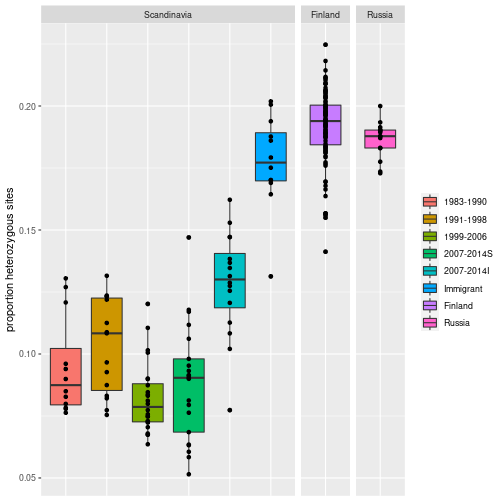 Scandinavia Finland Russia
proportion heterozygous sites
0.20
0.15
0.10
0.05
1983-1990
1991-1998
1999-2006
2007-2014S
2007-2014I
Immigrant
Finland
Russia